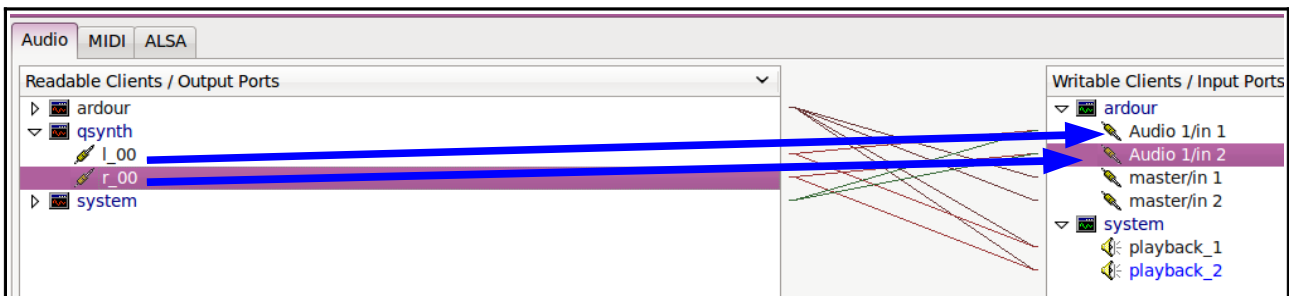 Audio MIDI ALSA
Readable Clients / Output Ports
ardour
qsynth
l_00
r_00
system
Writable Clients / Input Ports
ardour
Audio 1/in 1
Audio 1/in 2
master/in 1
master/in 2
system
playback_1
playback_2